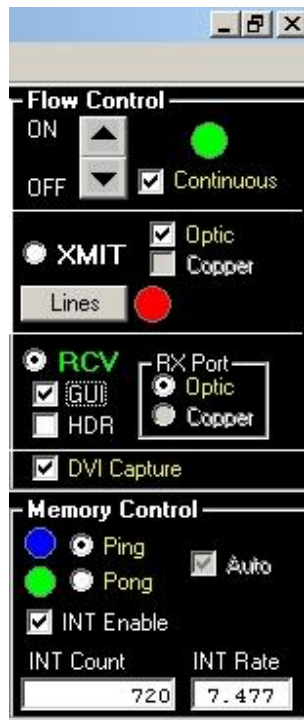 Flow Control
ON
OFF
Continuous
Optic
XMIT
Copper
Lines
RCV
RX Port
GUI
Optic
HDR
Copper
DVI Capture
Memory Control
Ping
Auto
Pong
INT Enable
INT Count INT Rate
720 7.477